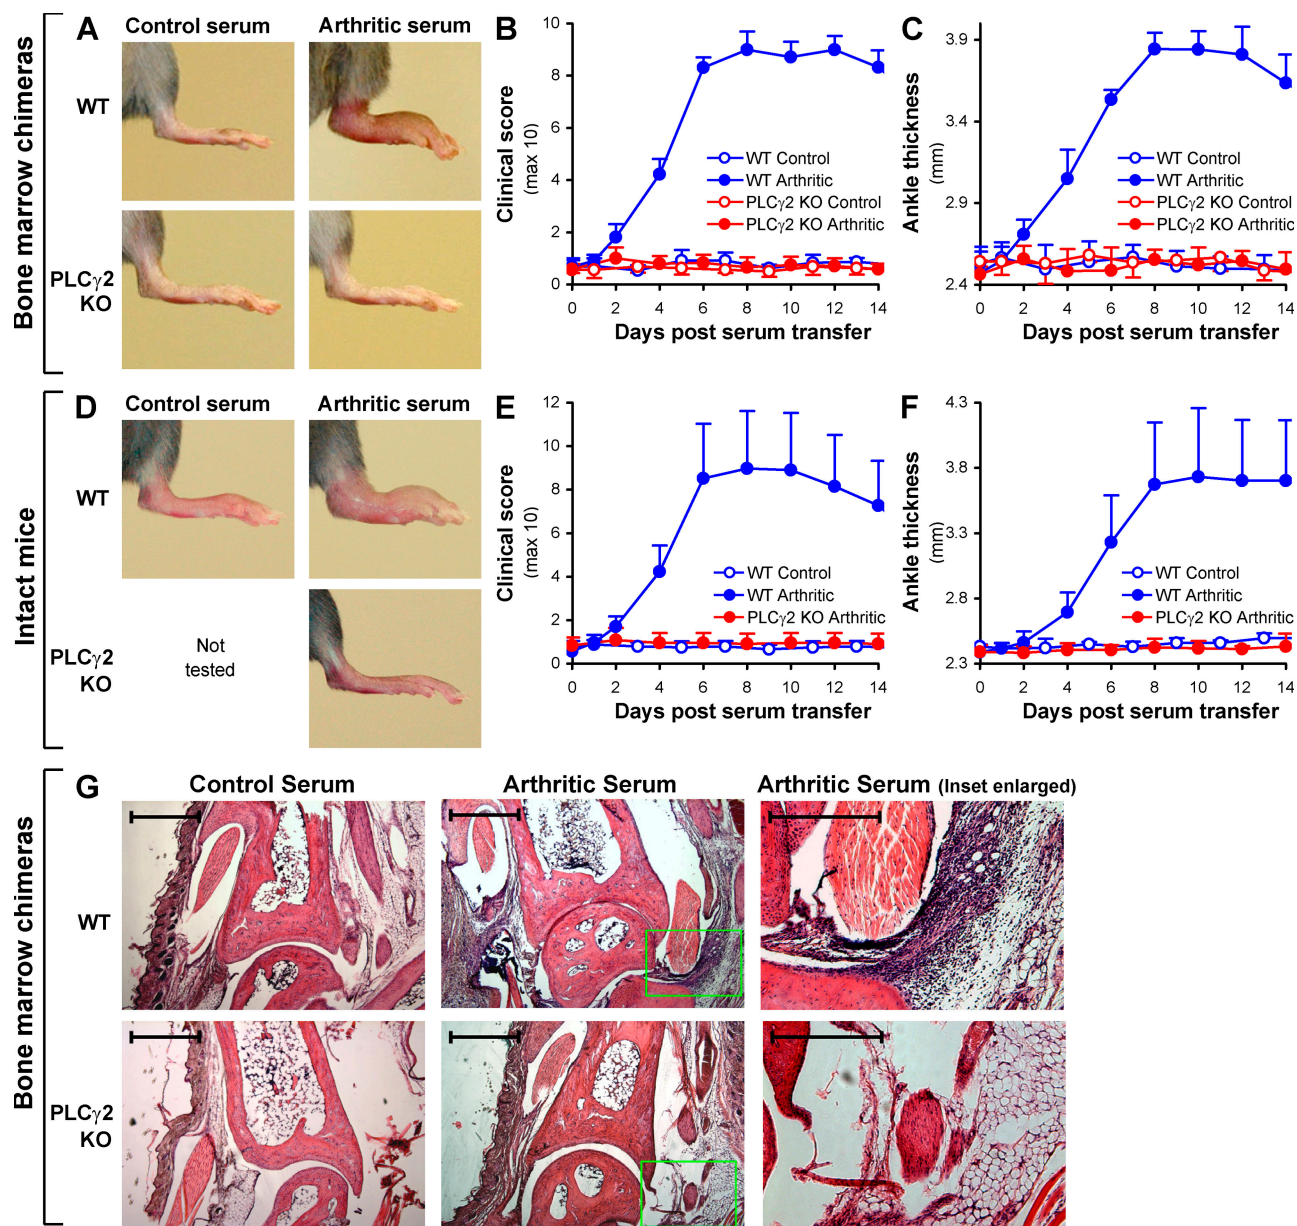 Bone marrow chimeras
A
Control serum
Arthritic serum
WT
PLCγ2
KO
B
Clinical score
(max 10)
10
8
6
4
2
0
WT Control
WT Arthritic
PLCγ2 KO Control
PLCγ2 KO Arthritic
0 2 4 6 8 10 12 14
Days post serum transfer
C
Ankle thickness
(mm)
3.9
3.4
2.9
2.4
WT Control
WT Arthritic
PLCγ2 KO Control
PLCγ2 KO Arthritic
0 2 4 6 8 10 12 14
Days post serum transfer
Intact mice
D
Control serum
Arthritic serum
WT
PLCγ2
KO
Not
tested
E
Clinical score
(max 10)
12
10
8
6
4
2
0
WT Control
WT Arthritic
PLCγ2 KO Arthritic
0 2 4 6 8 10 12 14
Days post serum transfer
F
Ankle thickness
(mm)
4.3
3.8
3.3
2.8
2.3
WT Control
WT Arthritic
PLCγ2 KO Arthritic
0 2 4 6 8 10 12 14
Days post serum transfer
Bone marrow chimeras
G
Control Serum
Arthritic Serum
Arthritic Serum (Inset enlarged)
WT
PLCγ2
KO